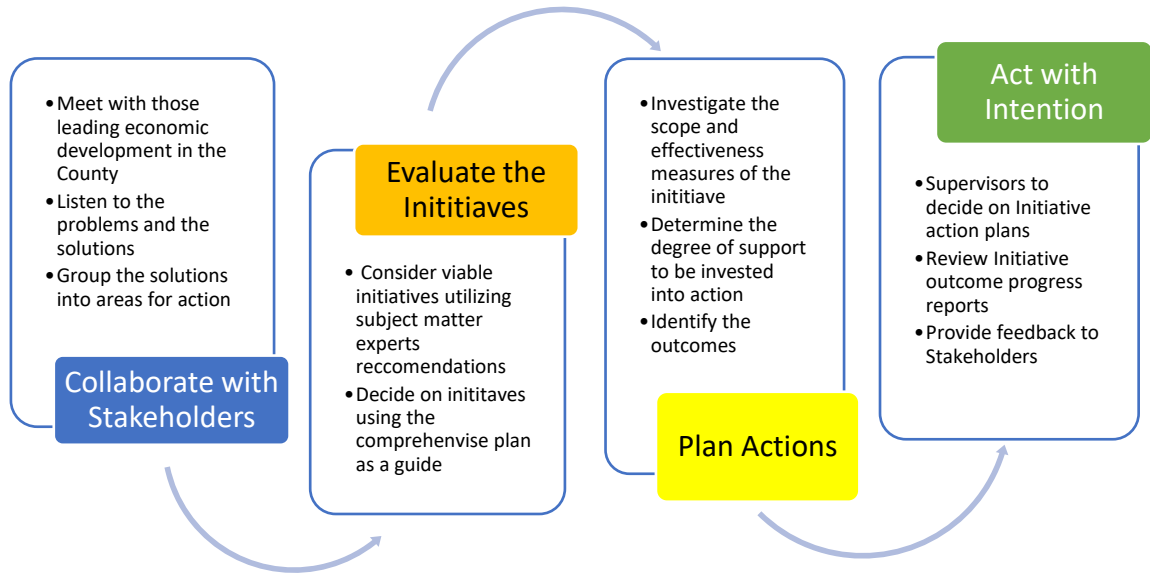 •Meet with those
leading economic
development in the
County
•Listen to the
problems and the
solutions
•Group the solutions
into areas for action
Collaborate with
Stakeholders
Evaluate the
Inititiaves
• Consider viable
initiatives utilizing
subject matter
experts
reccomendations
•Decide on inititaves
using the
comprehenvise plan
as a guide
•Investigate the
scope and
effectiveness
measures of the
inititiave
•Determine the
degree of support
to be invested
into action
•Identify the
outcomes
Plan Actions
Act with
Intention
•Supervisors to
decide on Initiative
action plans
•Review Initiative
outcome progress
reports
•Provide feedback to
Stakeholders